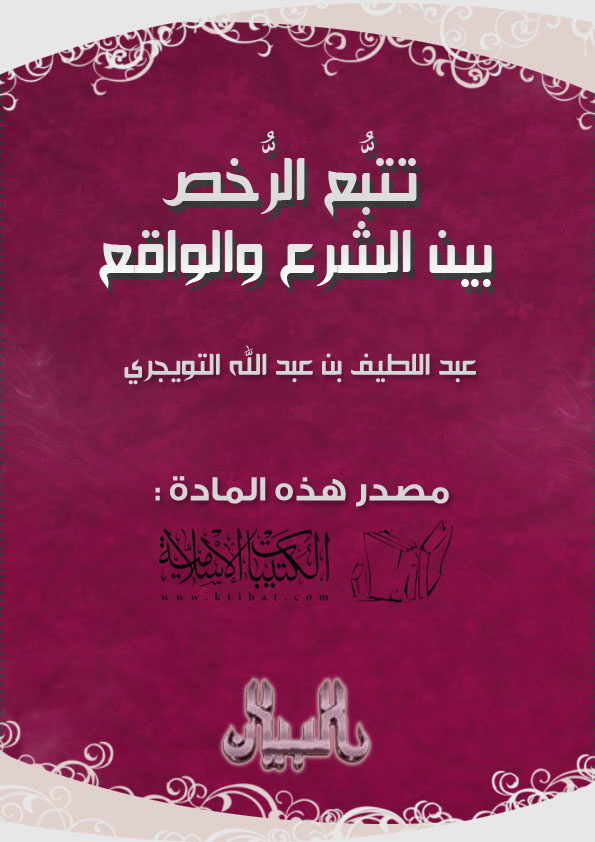 تتبُّع الرُّخص
بين الشرع والواقع
عبد اللطيف بن عبد الله التويجري
مصدر هذه المادة :
الكتيبات الإسلامية
www.ktibat.com
البيان